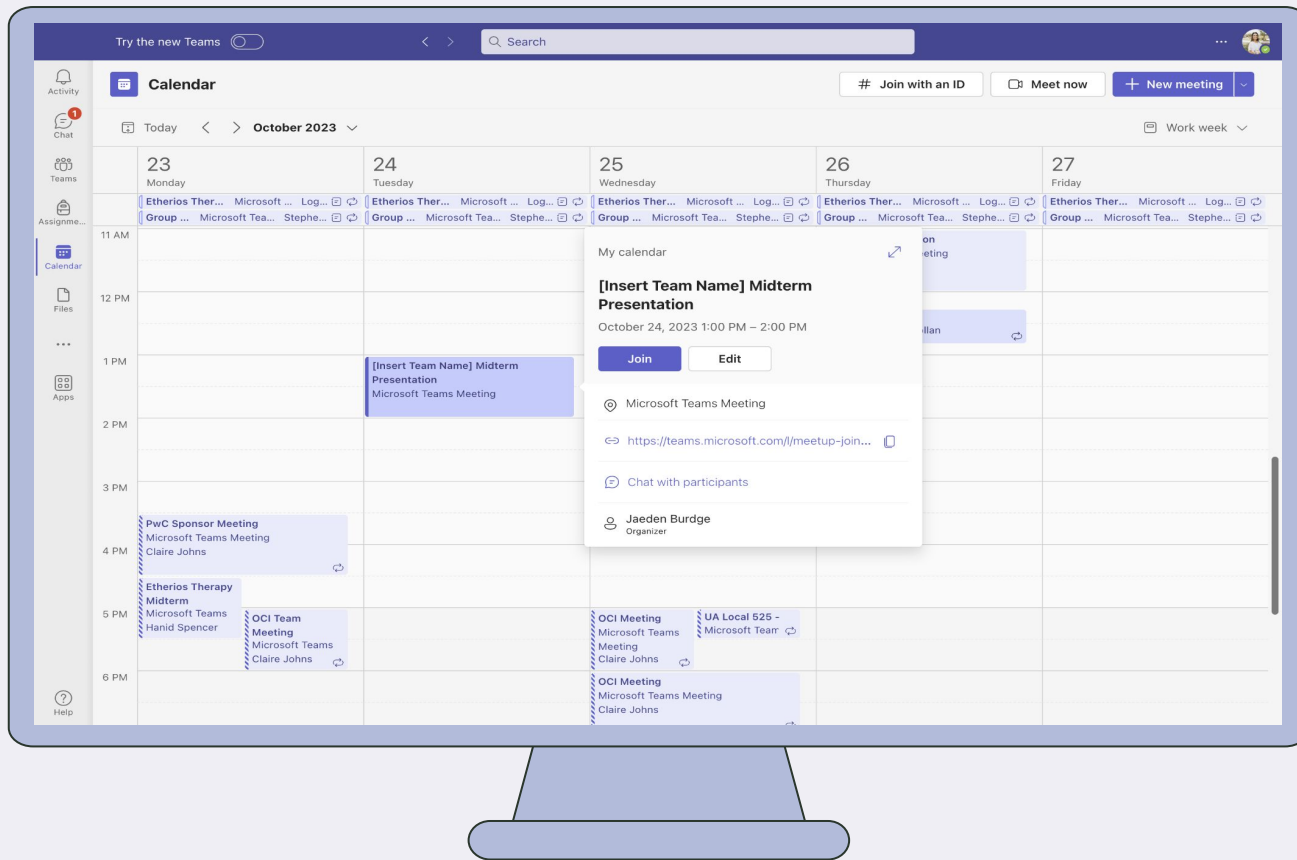 Try the new Teams
Search
...
Activity
Chat
1
Teams
Assignme...
Calendar
Files
...
Apps
Help
Calendar
# Join with an ID
Meet now
+ New meeting
Today < > October 2023
Work week
23
Monday
24
Tuesday
25
Wednesday
26
Thursday
27
Friday
Etherios Ther... Microsoft ... Log...
Group ... Microsoft Tea... Stephe...
Etherios Ther... Microsoft ... Log...
Group ... Microsoft Tea... Stephe...
Etherios Ther... Microsoft ... Log...
Group ... Microsoft Tea... Stephe...
Etherios Ther... Microsoft ... Log...
Group ... Microsoft Tea... Stephe...
Etherios Ther... Microsoft ... Log...
Group ... Microsoft Tea... Stephe...
11 AM
12 PM
1 PM
2 PM
3 PM
4 PM
5 PM
6 PM
PwC Sponsor Meeting
Microsoft Teams Meeting
Claire Johns
Etherios Therapy
Midterm
Microsoft Teams
Hanid Spencer
OCI Team
Meeting
Microsoft Teams
Claire Johns
[Insert Team Name] Midterm
Presentation
Microsoft Teams Meeting
My calendar
[Insert Team Name] Midterm
Presentation
October 24, 2023 1:00 PM – 2:00 PM
Join
Edit
Microsoft Teams Meeting
https://teams.microsoft.com/l/meetup-join...
Chat with participants
Jaeden Burdge
Organizer
OCI Meeting
Microsoft Teams
Meeting
Claire Johns
UA Local 525 -
Microsoft Team
OCI Meeting
Microsoft Teams Meeting
Claire Johns